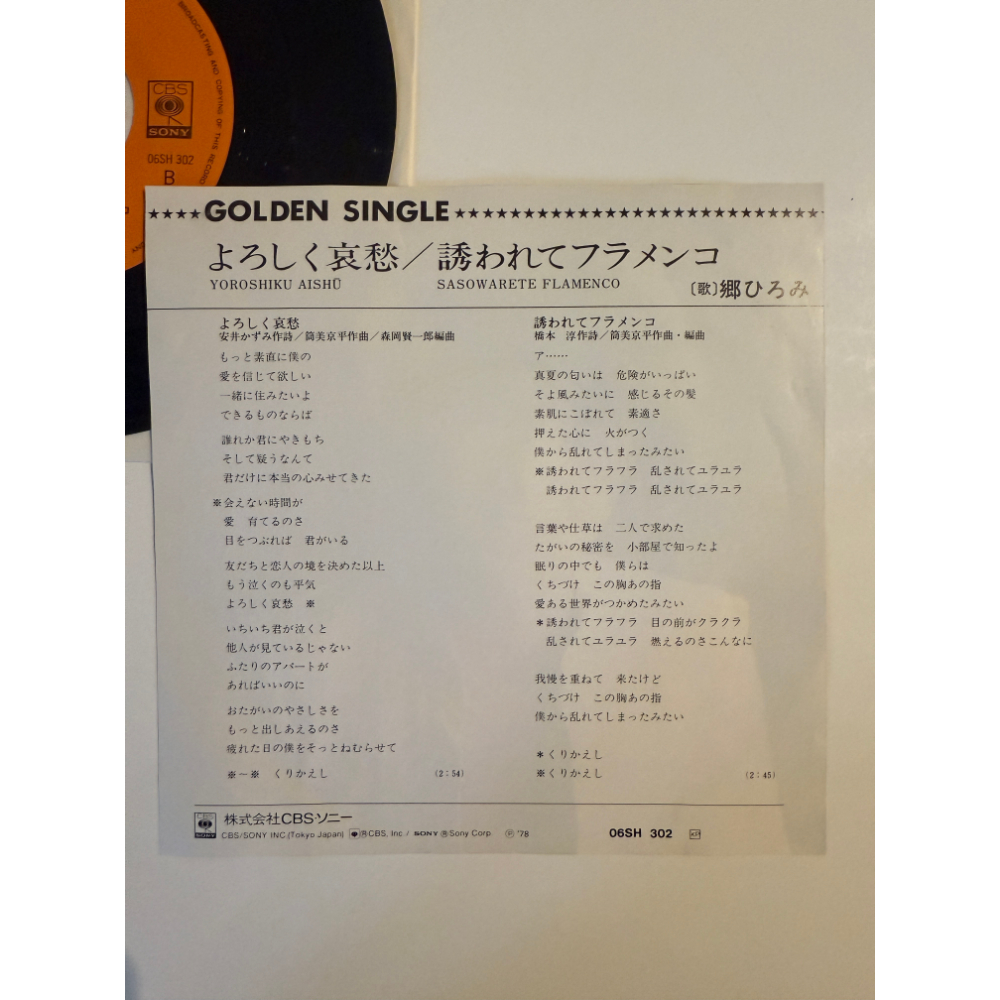 BROADCASTING AND COPYING OF THIS RECORD
CBS
SONY
06SH 302
B
★★★★GOLDEN SINGLE★★★★★★★★★★★★★★★★★★★★★★★★★★★
よろしく哀愁／誘われてフラメンコ
YOROSHIKU AISHŪ SASOWARETE FLAMENCO
〔歌〕郷ひろみ
よろしく哀愁
安井かずみ作詩／筒美京平作曲／森岡賢一郎編曲
もっと素直に僕の
愛を信じて欲しい
一緒に住みたいよ
できるものならば
誰れか君にやきもち
そして疑うなんて
君だけに本当の心みせてきた
※会えない時間が
愛　育てるのさ
目をつぶれば　君がいる
友だちと恋人の境を決めた以上
もう泣くのも平気
よろしく哀愁　※
いちいち君が泣くと
他人が見ているじゃない
ふたりのアパートが
あればいいのに
おたがいのやさしさを
もっと出しあえるのさ
疲れた日の僕をそっとねむらせて
※－※　くりかえし　(2：54)
誘われてフラメンコ
橋本　淳作詩／筒美京平作曲・編曲
ア……
真夏の匂いは　危険がいっぱい
そよ風みたいに　感じるその髪
素肌にこぼれて　素適さ
押えた心に　火がつく
僕から乱れてしまったみたい
※誘われてフラフラ　乱されてユラユラ
誘われてフラフラ　乱されてユラユラ
言葉や仕草は　二人で求めた
たがいの秘密を　小部屋で知ったよ
眠りの中でも　僕らは
くちづけ　この胸あの指
愛ある世界がつかめたみたい
＊誘われてフラフラ　目の前がクラクラ
乱されてユラユラ　燃えるのさこんなに
我慢を重ねて　来たけど
くちづけ　この胸あの指
僕から乱れてしまったみたい
＊くりかえし
※くりかえし　(2：45)
SONY 株式会社CBS・ソニー
CBS/SONY INC.(Tokyo Japan) ®CBS, Inc / SONY ®Sony Corp ℗ '78
06SH 302